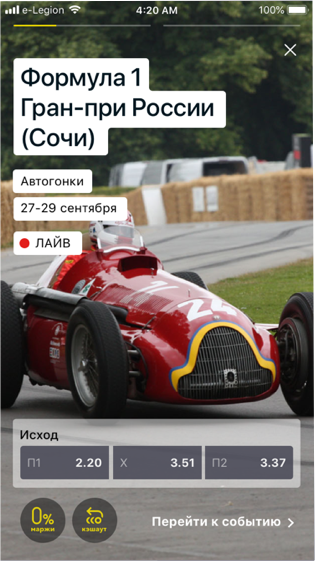 e-Legion
4:20 AM
100%
Формула 1
Гран-при России
(Сочи)
Автогонки
27-29 сентября
ЛАЙВ
24
Исход
П1 2.20
X 3.51
П2 3.37
0%
маржи
кэшаут
Перейти к событию